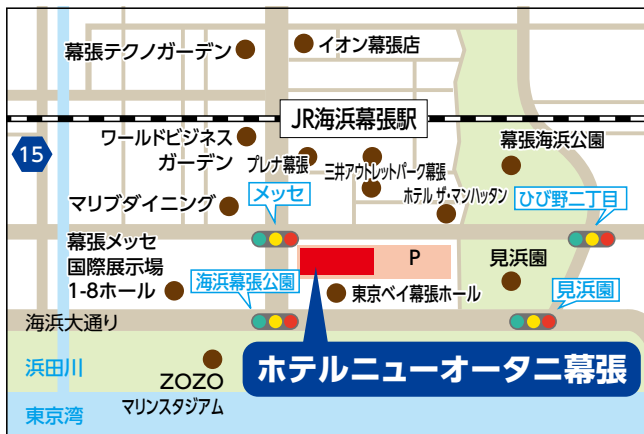 幕張テクノガーデン
イオン幕張店
JR海浜幕張駅
15
ワールドビジネス
ガーデン
プレナ幕張
三井アウトレットパーク幕張
幕張海浜公園
メッセ
ホテル ザ・マンハッタン
ひび野二丁目
マリブダイニング
幕張メッセ
国際展示場
1-8ホール
P
見浜園
海浜幕張公園
東京ベイ幕張ホール
見浜園
海浜大通り
ホテルニューオータニ幕張
浜田川
ZOZO
マリンスタジアム
東京湾